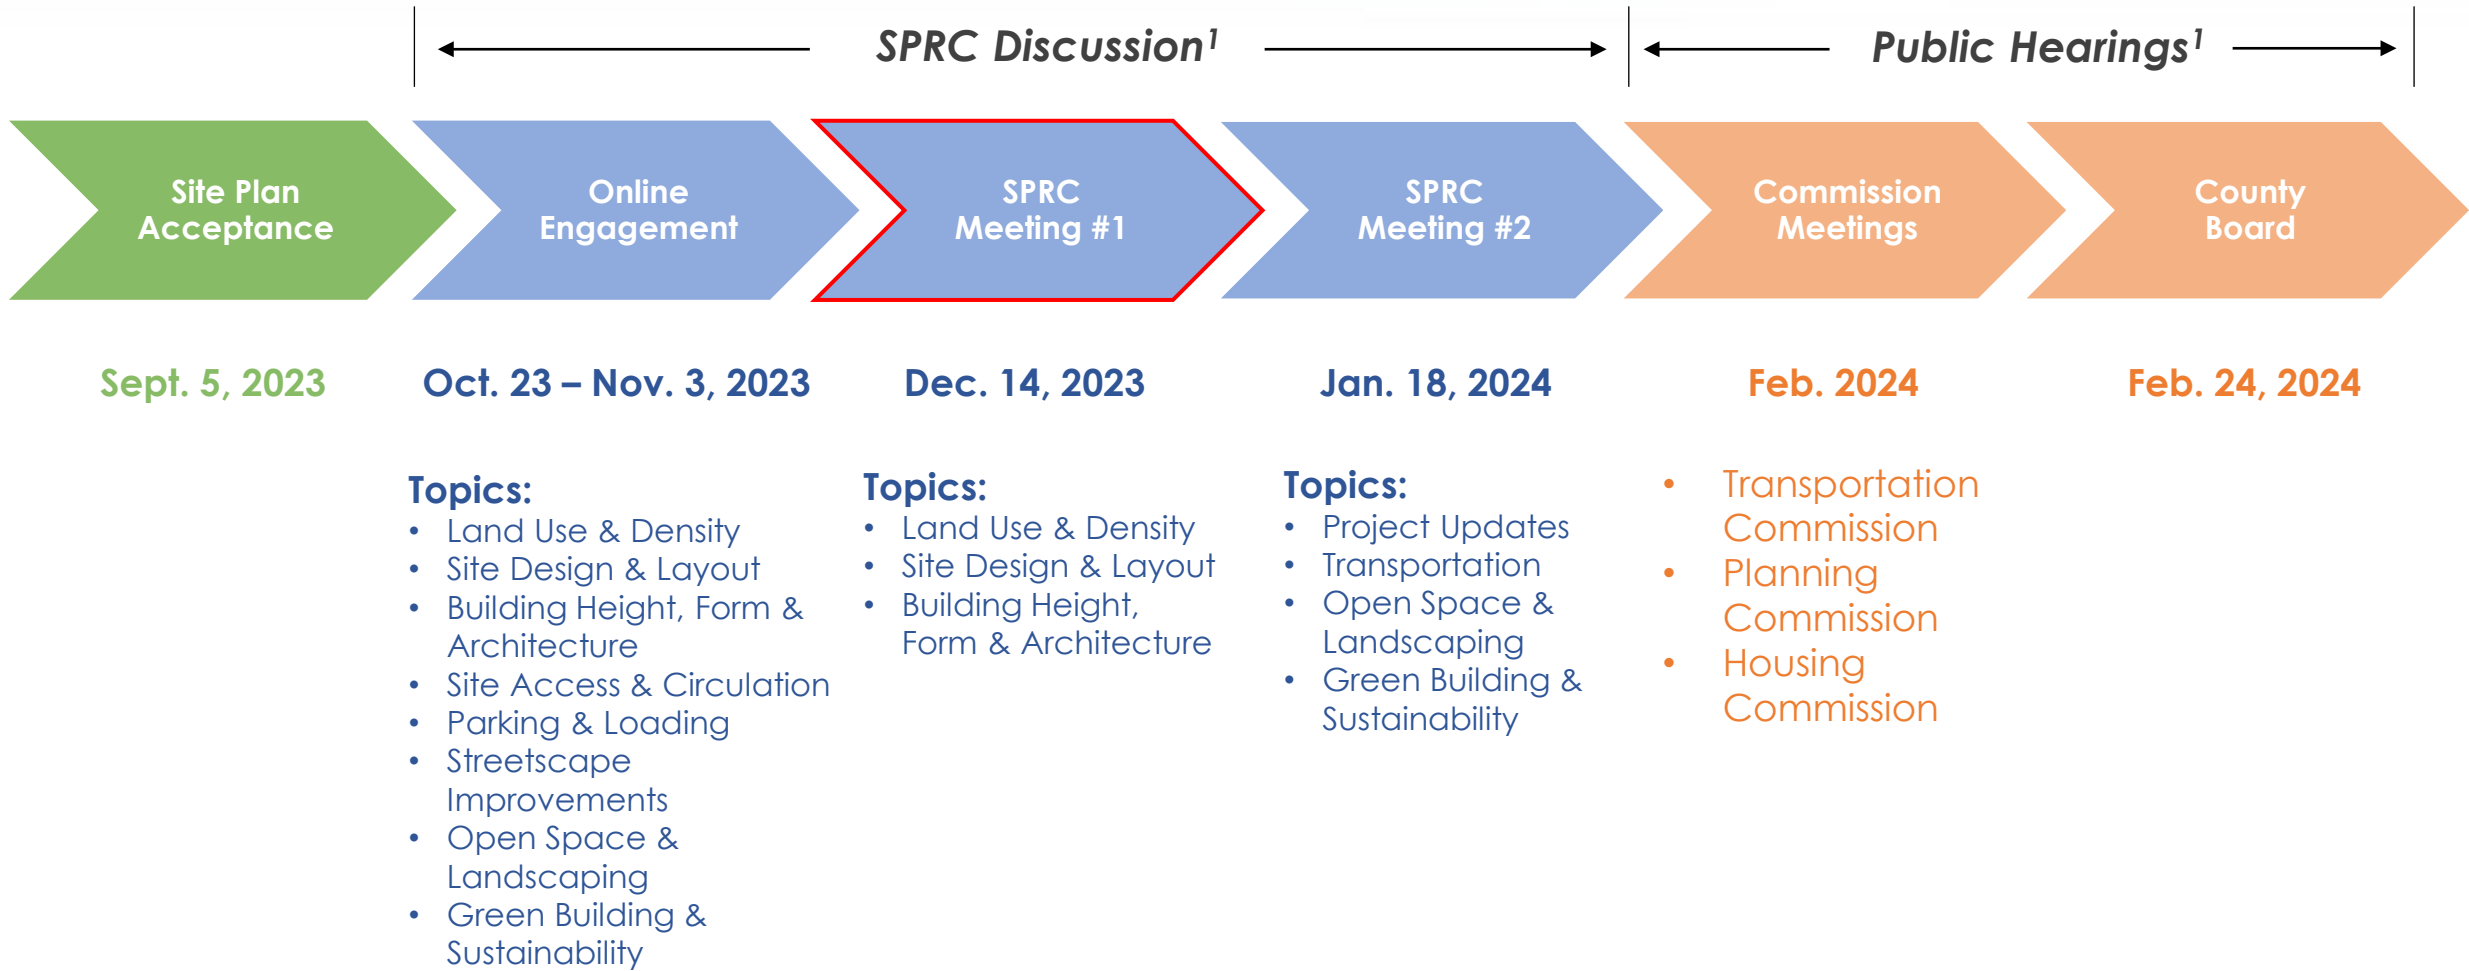 SPRC Discussion¹
Public Hearings¹
Site Plan
Acceptance
Online
Engagement
SPRC
Meeting #1
SPRC
Meeting #2
Commission
Meetings
County
Board
Sept. 5, 2023
Oct. 23 – Nov. 3, 2023
Dec. 14, 2023
Jan. 18, 2024
Feb. 2024
Feb. 24, 2024
Topics:
• Land Use & Density
• Site Design & Layout
• Building Height, Form &
Architecture
• Site Access & Circulation
• Parking & Loading
• Streetscape
Improvements
• Open Space &
Landscaping
• Green Building &
Sustainability
Topics:
• Land Use & Density
• Site Design & Layout
• Building Height,
Form & Architecture
Topics:
• Project Updates
• Transportation
• Open Space &
Landscaping
• Green Building &
Sustainability
• Transportation
Commission
• Planning
Commission
• Housing
Commission